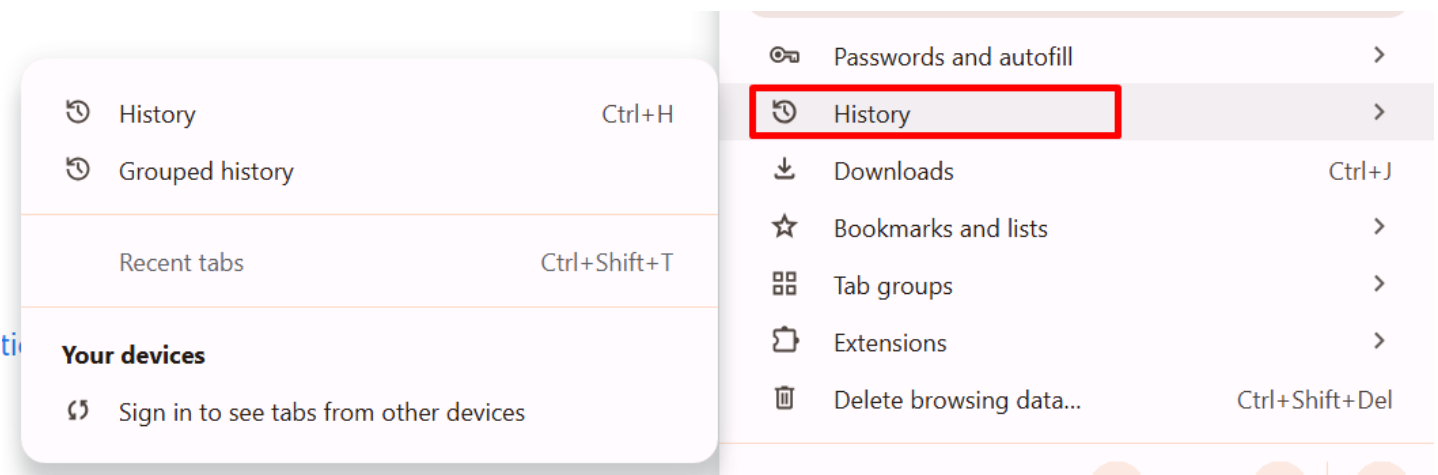 History Ctrl+H
Grouped history
Recent tabs Ctrl+Shift+T
Your devices
Sign in to see tabs from other devices
Passwords and autofill
History
Downloads Ctrl+J
Bookmarks and lists
Tab groups
Extensions
Delete browsing data... Ctrl+Shift+Del